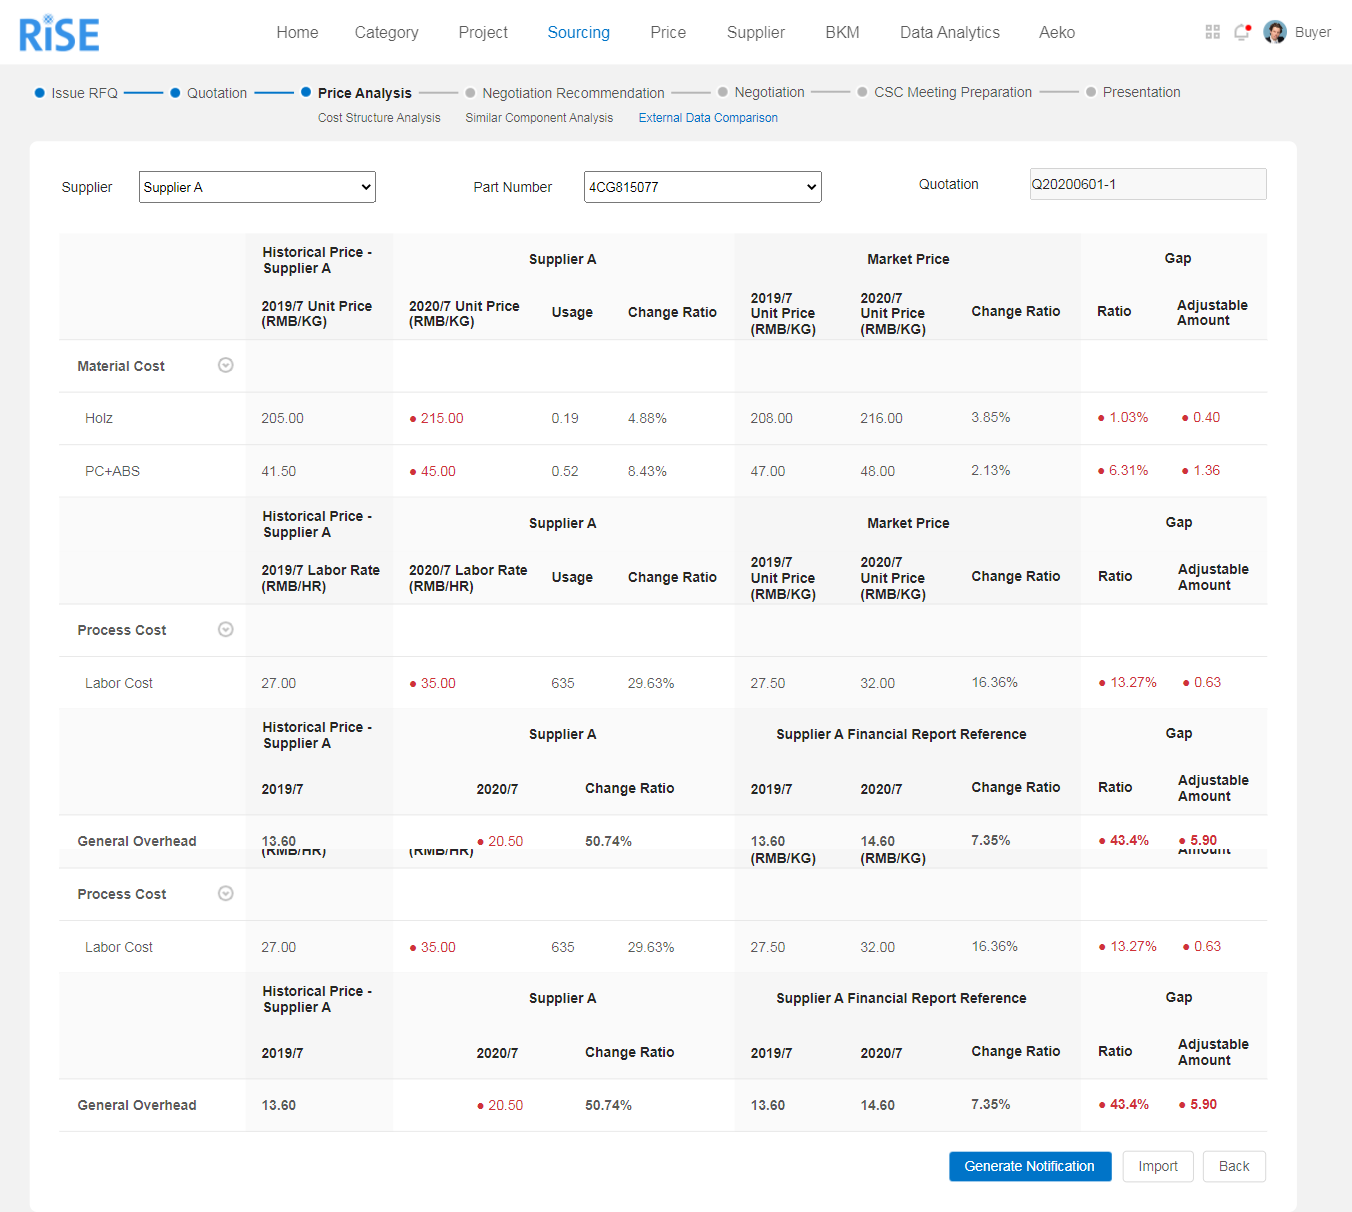 RiSE
Home Category Project Sourcing Price Supplier BKM Data Analytics Aeko Buyer
Issue RFQ Quotation Price Analysis Negotiation Recommendation Negotiation CSC Meeting Preparation Presentation
Cost Structure Analysis Similar Component Analysis External Data Comparison
Supplier Supplier A Part Number 4CG815077 Quotation Q20200601-1
Historical Price -
Supplier A Supplier A Market Price Gap
2019/7 Unit Price
(RMB/KG) 2020/7 Unit Price
(RMB/KG) Usage Change Ratio 2019/7
Unit Price
(RMB/KG) 2020/7
Unit Price
(RMB/KG) Change Ratio Ratio Adjustable
Amount
Material Cost
Holz 205.00 ● 215.00 0.19 4.88% 208.00 216.00 3.85% ● 1.03% ● 0.40
PC+ABS 41.50 ● 45.00 0.52 8.43% 47.00 48.00 2.13% ● 6.31% ● 1.36
Historical Price -
Supplier A Supplier A Market Price Gap
2019/7 Labor Rate
(RMB/HR) 2020/7 Labor Rate
(RMB/HR) Usage Change Ratio 2019/7
Unit Price
(RMB/KG) 2020/7
Unit Price
(RMB/KG) Change Ratio Ratio Adjustable
Amount
Process Cost
Labor Cost 27.00 ● 35.00 635 29.63% 27.50 32.00 16.36% ● 13.27% ● 0.63
Historical Price -
Supplier A Supplier A Supplier A Financial Report Reference Gap
2019/7 2020/7 Change Ratio 2019/7 2020/7 Change Ratio Ratio Adjustable
Amount
General Overhead 13.60 ● 20.50 50.74% 13.60 14.60 7.35% ● 43.4% ● 5.90
(RMB/HR) (RMB/HR) (RMB/KG) (RMB/KG) Amount
Process Cost
Labor Cost 27.00 ● 35.00 635 29.63% 27.50 32.00 16.36% ● 13.27% ● 0.63
Historical Price -
Supplier A Supplier A Supplier A Financial Report Reference Gap
2019/7 2020/7 Change Ratio 2019/7 2020/7 Change Ratio Ratio Adjustable
Amount
General Overhead 13.60 ● 20.50 50.74% 13.60 14.60 7.35% ● 43.4% ● 5.90
Generate Notification Import Back